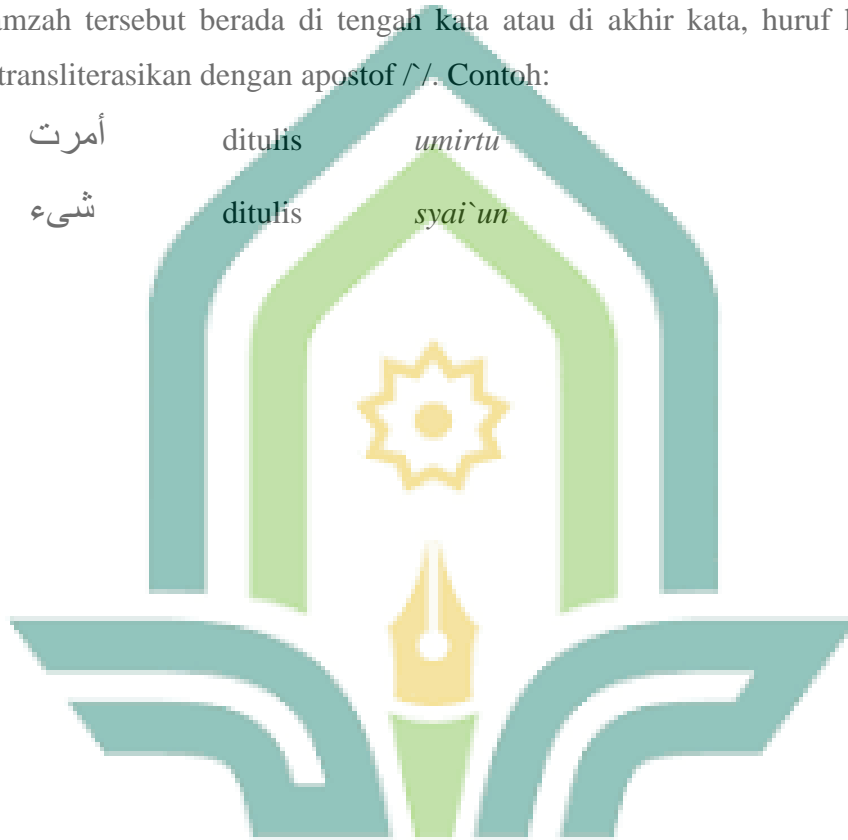 tersebut berada di tengah kata atau di akhir kata, huruf
transliterasikan dengan apostof /`/. Contoh:
أمرت ditulis umirtu
شىء ditulis syai`un